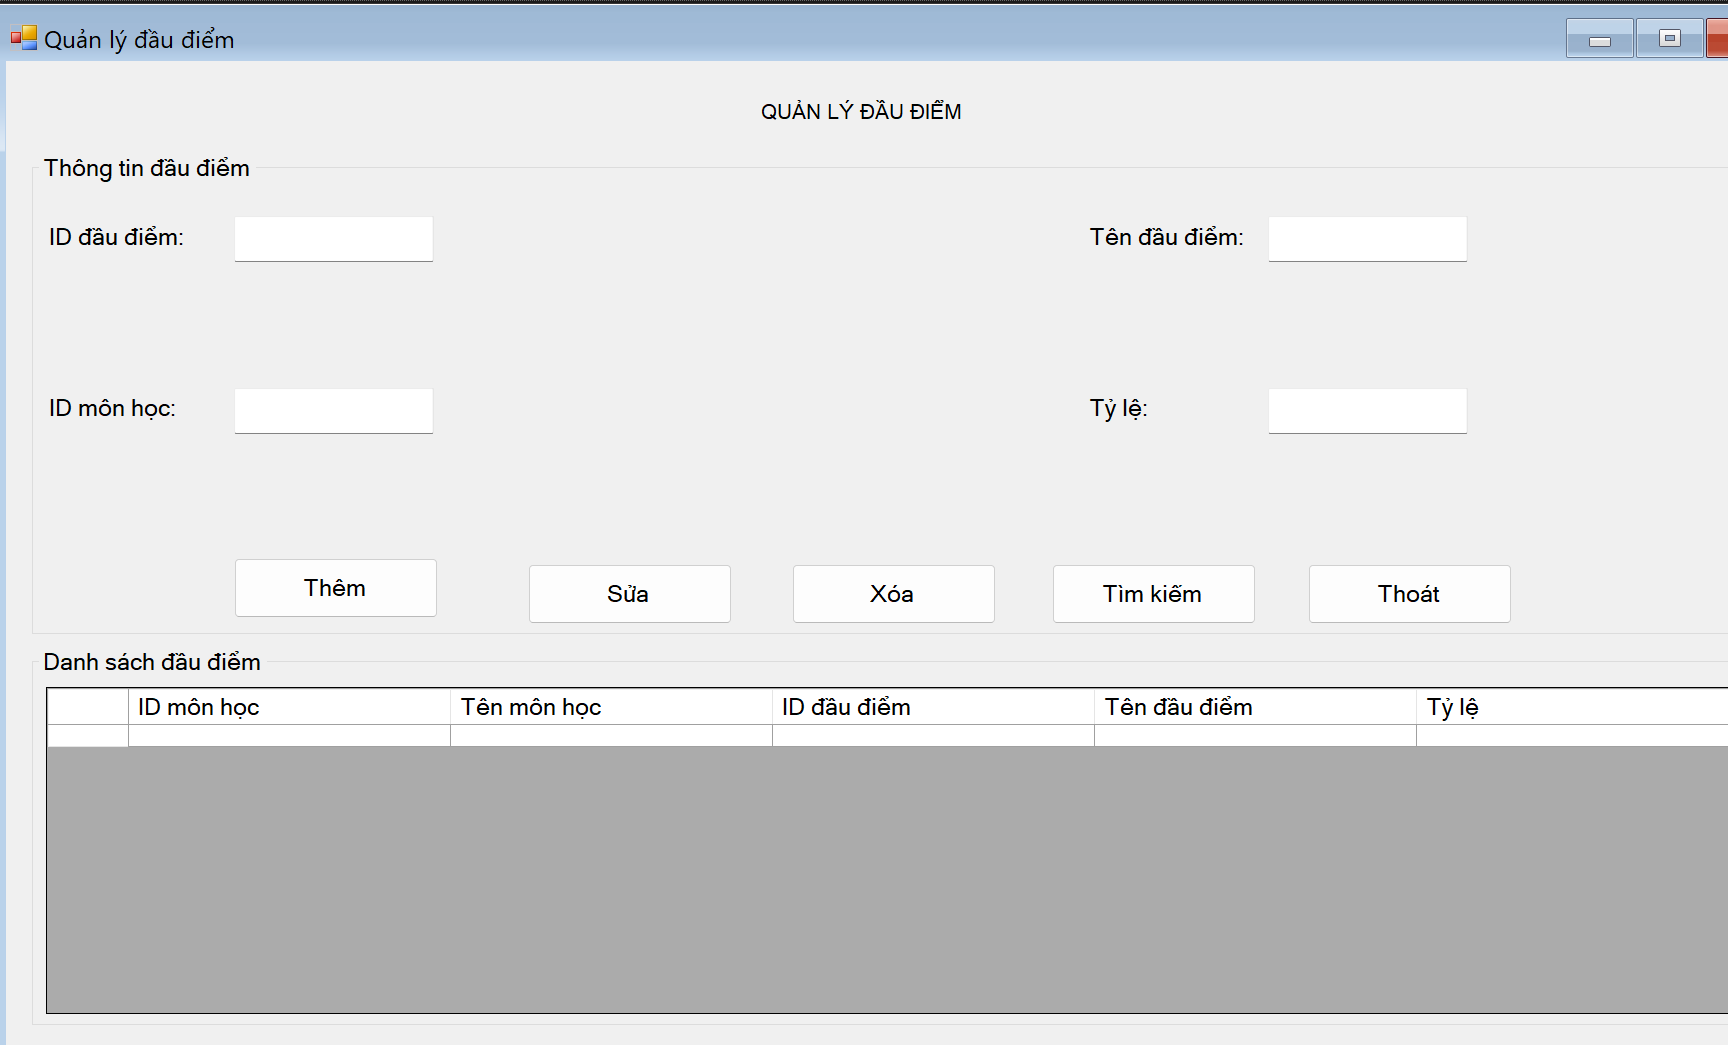 Quản lý đầu điểm
QUẢN LÝ ĐẦU ĐIỂM
Thông tin đầu điểm
ID đầu điểm: Tên đầu điểm:
ID môn học: Tỷ lệ:
Thêm Sửa Xóa Tìm kiếm Thoát
Danh sách đầu điểm
ID môn học Tên môn học ID đầu điểm Tên đầu điểm Tỷ lệ